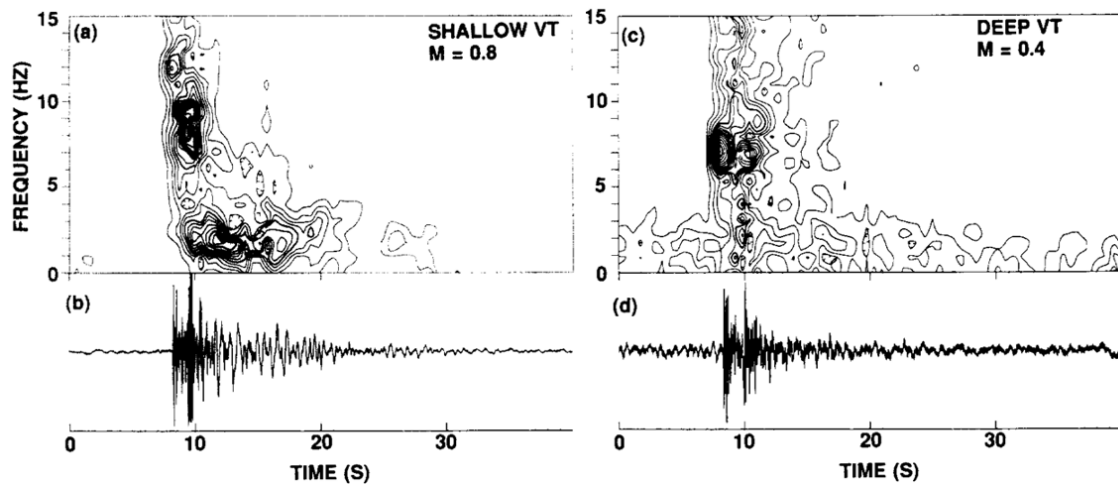 (a) SHALLOW VT
M = 0.8
15
10
5
0
FREQUENCY (HZ)
(b)
0 10 20 30
TIME (S)
(c) DEEP VT
M = 0.4
15
10
5
0
(d)
0 10 20 30
TIME (S)